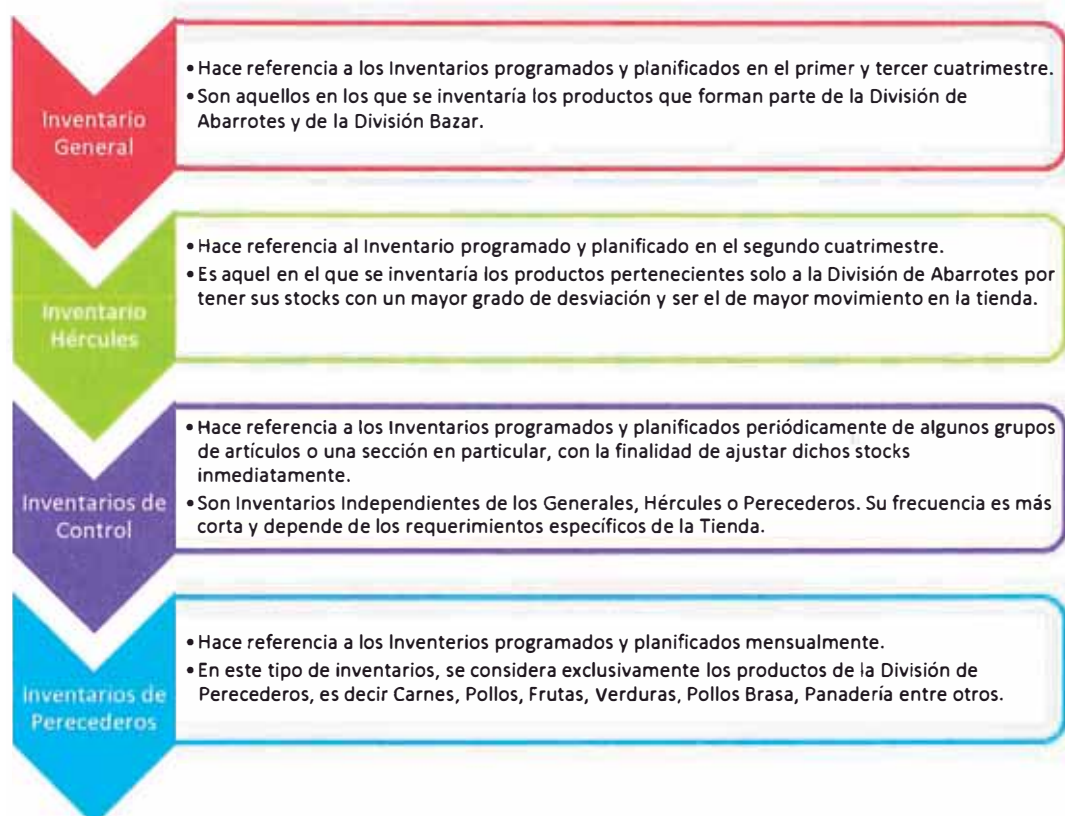 Inventario
General
• Hace referencia a los Inventarios programados y planificados en el primer y tercer cuatrimestre.
• Son aquellos en los que se inventaría los productos que forman parte de la División de
Abarrotes y de la División Bazar.
Inventario
Hércules
• Hace referencia al Inventario programado y planificado en el segundo cuatrimestre.
• Es aquel en el que se inventaría los productos pertenecientes solo a la División de Abarrotes por
tener sus stocks con un mayor grado de desviación y ser el de mayor movimiento en la tienda.
Inventarios de
Control
• Hace referencia a los Inventarios programados y planificados periódicamente de algunos grupos
de artículos o una sección en particular, con la finalidad de ajustar dichos stocks
inmediatamente.
• Son Inventarios Independientes de los Generales, Hércules o Perecederos. Su frecuencia es más
corta y depende de los requerimientos específicos de la Tienda.
Inventarios de
Perecederos
• Hace referencia a los Inventerios programados y planificados mensualmente.
• En este tipo de inventarios, se considera exclusivamente los productos de la División de
Perecederos, es decir Carnes, Pollos, Frutas, Verduras, Pollos Brasa, Panadería entre otros.